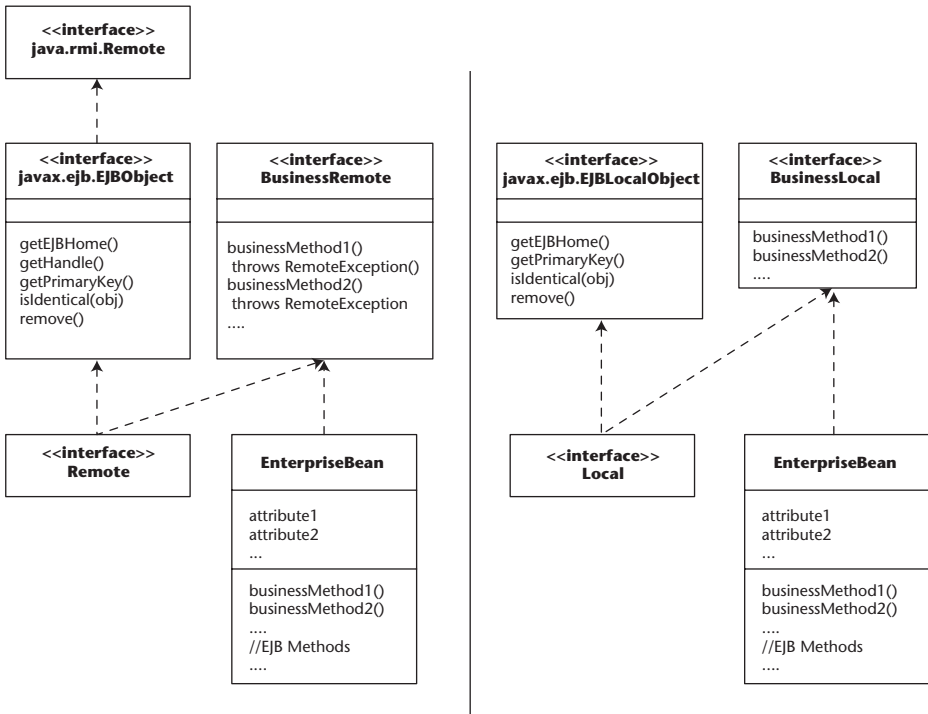 <<interface>>
java.rmi.Remote
<<interface>>
javax.ejb.EJBObject
getEJBHome()
getHandle()
getPrimaryKey()
isIdentical(obj)
remove()
<<interface>>
BusinessRemote
businessMethod1()
throws RemoteException()
businessMethod2()
throws RemoteException
....
<<interface>>
Remote
EnterpriseBean
attribute1
attribute2
...
businessMethod1()
businessMethod2()
....
//EJB Methods
....
<<interface>>
javax.ejb.EJBLocalObject
getEJBHome()
getPrimaryKey()
isIdentical(obj)
remove()
<<interface>>
BusinessLocal
businessMethod1()
businessMethod2()
....
<<interface>>
Local
EnterpriseBean
attribute1
attribute2
...
businessMethod1()
businessMethod2()
....
//EJB Methods
....